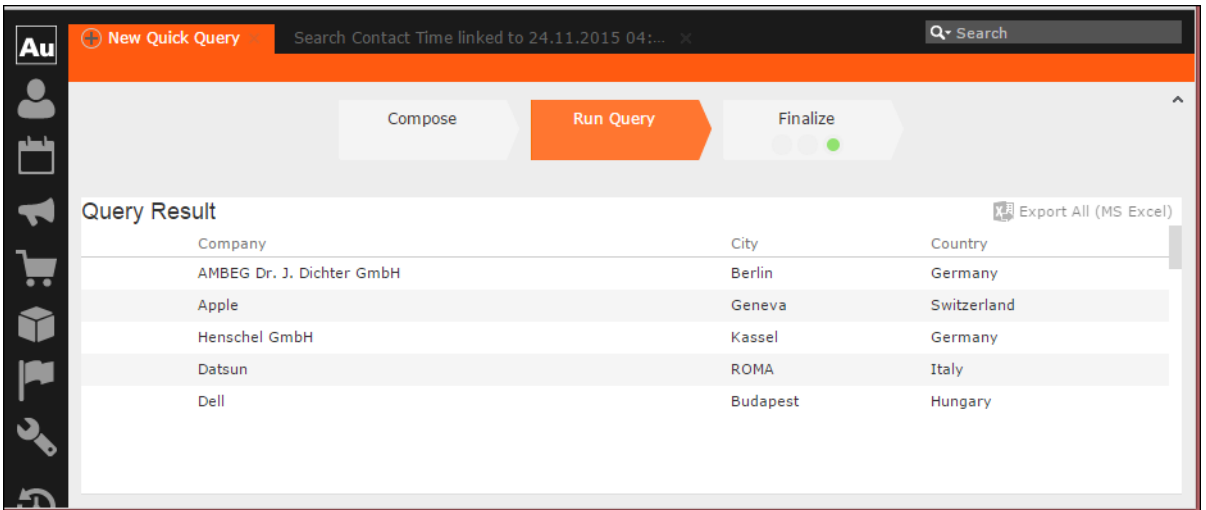 Au
New Quick Query
Search Contact Time linked to 24.11.2015 04:...
Search
Compose
Run Query
Finalize
Query Result
Export All (MS Excel)
Company City Country
AMBEG Dr. J. Dichter GmbH Berlin Germany
Apple Geneva Switzerland
Henschel GmbH Kassel Germany
Datsun ROMA Italy
Dell Budapest Hungary